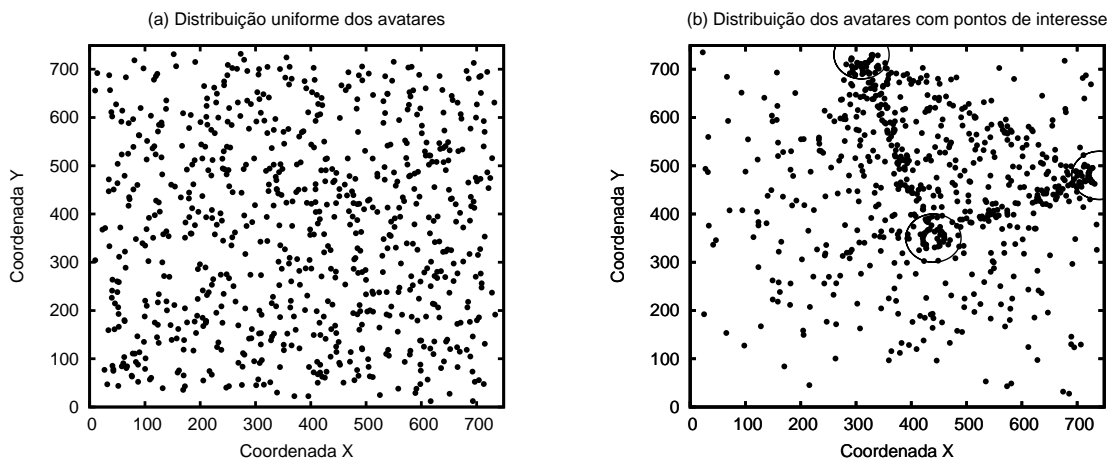 (a) Distribuição uniforme dos avatares
700
600
500
400
300
200
100
0
Coordenada Y
0 100 200 300 400 500 600 700
Coordenada X
(b) Distribuição dos avatares com pontos de interesse
700
600
500
400
300
200
100
0
Coordenada Y
0 100 200 300 400 500 600 700
Coordenada X